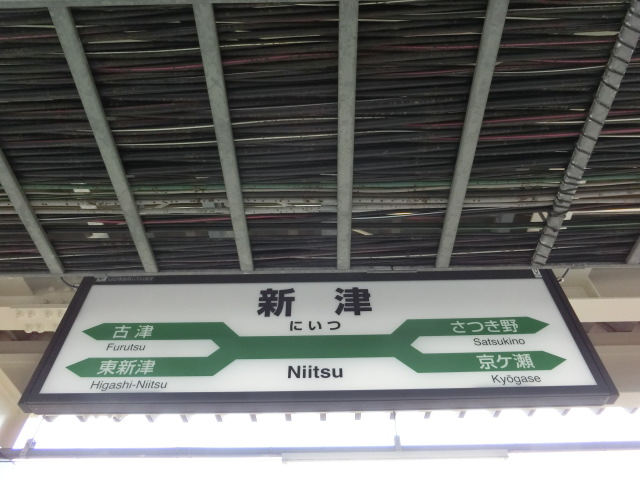 新津
にいつ
古津
Furutsu
さつき野
Satsukino
東新津
Higashi-Niitsu
Niitsu
京ケ瀬
Kyōgase